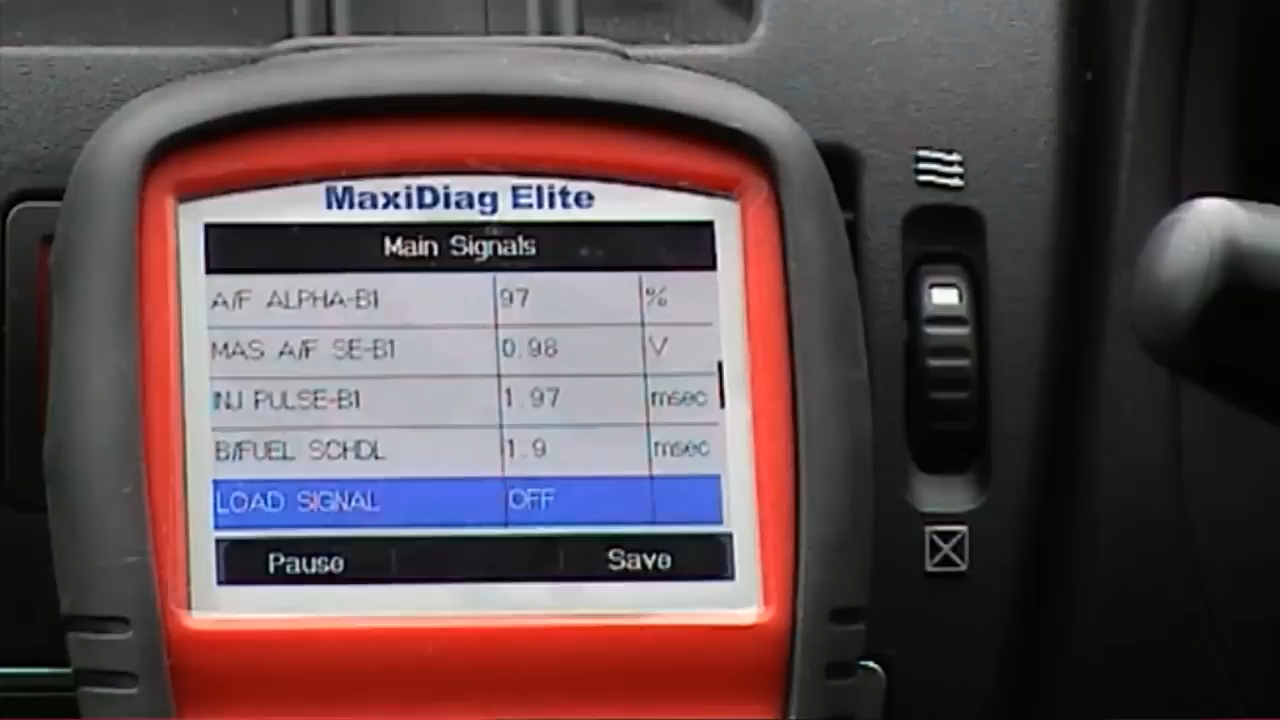 MaxiDiag Elite
Main Signals
A/F ALPHA-B1 97 %
MAS A/F SE-B1 0.98 V
INJ PULSE-B1 1.97 msec
B/FUEL SCHDL 1.9 msec
LOAD SIGNAL OFF
Pause Save